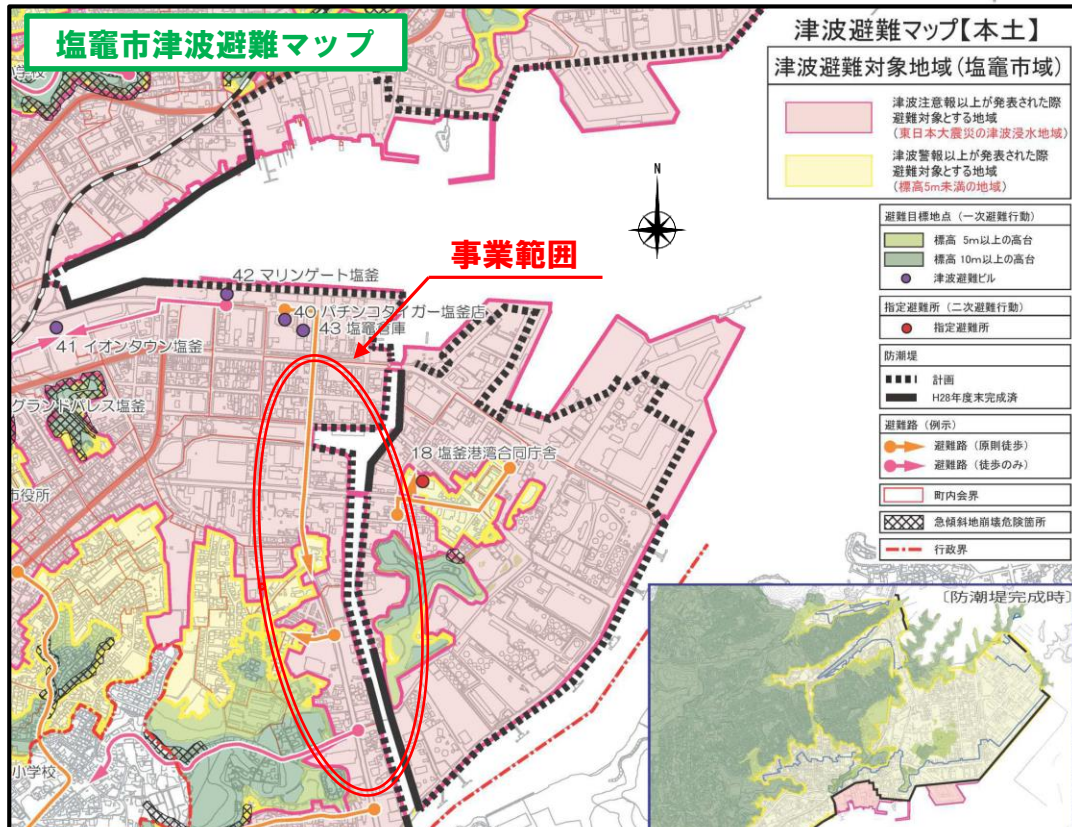 塩竈市津波避難マップ
津波避難マップ【本土】
津波避難対象地域(塩竈市域)
津波注意報以上が発表された際
避難対象とする地域
(東日本大震災の津波浸水地域)
津波警報以上が発表された際
避難対象とする地域
(標高5m未満の地域)
避難目標地点(一次避難行動)
標高 5m以上の高台
標高 10m以上の高台
津波避難ビル
指定避難所(二次避難行動)
指定避難所
防潮堤
計画
H28年度末完成済
避難路(例示)
避難路(原則徒歩)
避難路(徒歩のみ)
町内会界
急傾斜地崩壊危険箇所
行政界
N
事業範囲
42 マリンゲート塩釜
40 パチンコタイガー塩釜店
43 塩竈倉庫
41 イオンタウン塩釜
グランドパレス塩釜
18 塩釜港湾合同庁舎
市役所
小学校
〔防潮堤完成時〕